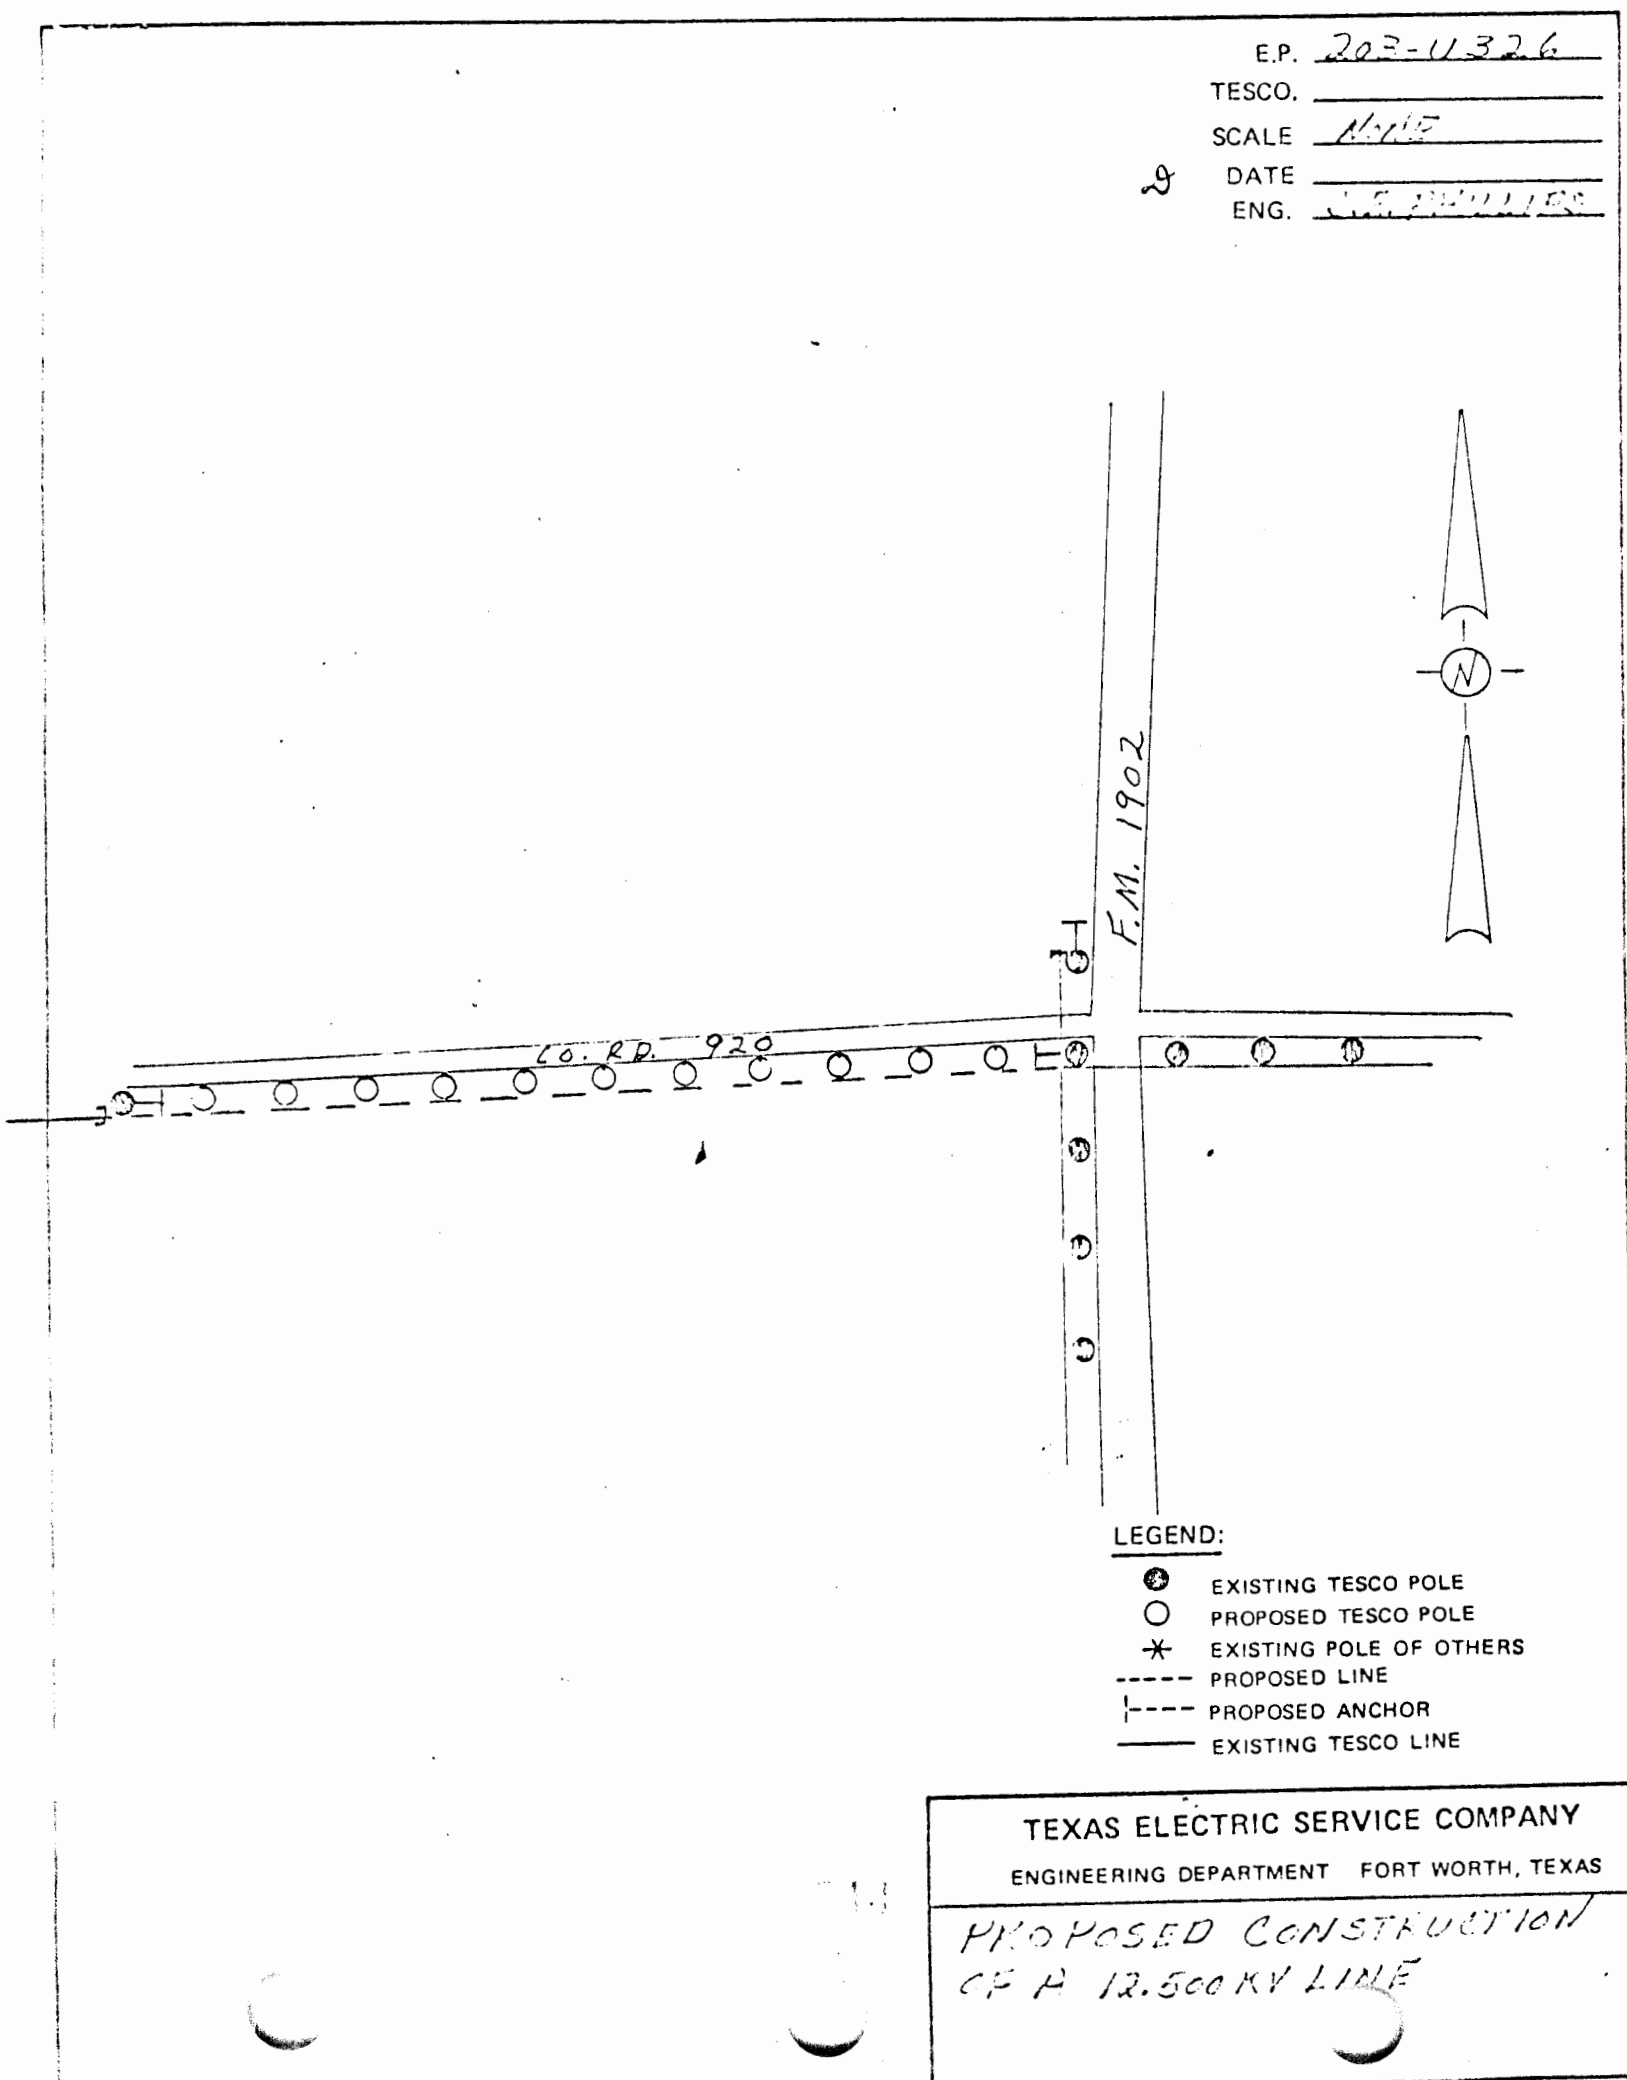 E.P. 203-U326
TESCO.
SCALE NONE
DATE
ENG.
F.M. 1902
CO. RD. 920
N
LEGEND:
EXISTING TESCO POLE
PROPOSED TESCO POLE
EXISTING POLE OF OTHERS
PROPOSED LINE
PROPOSED ANCHOR
EXISTING TESCO LINE
TEXAS ELECTRIC SERVICE COMPANY
ENGINEERING DEPARTMENT FORT WORTH, TEXAS
PROPOSED CONSTRUCTION
OF A 12.500 KV LINE